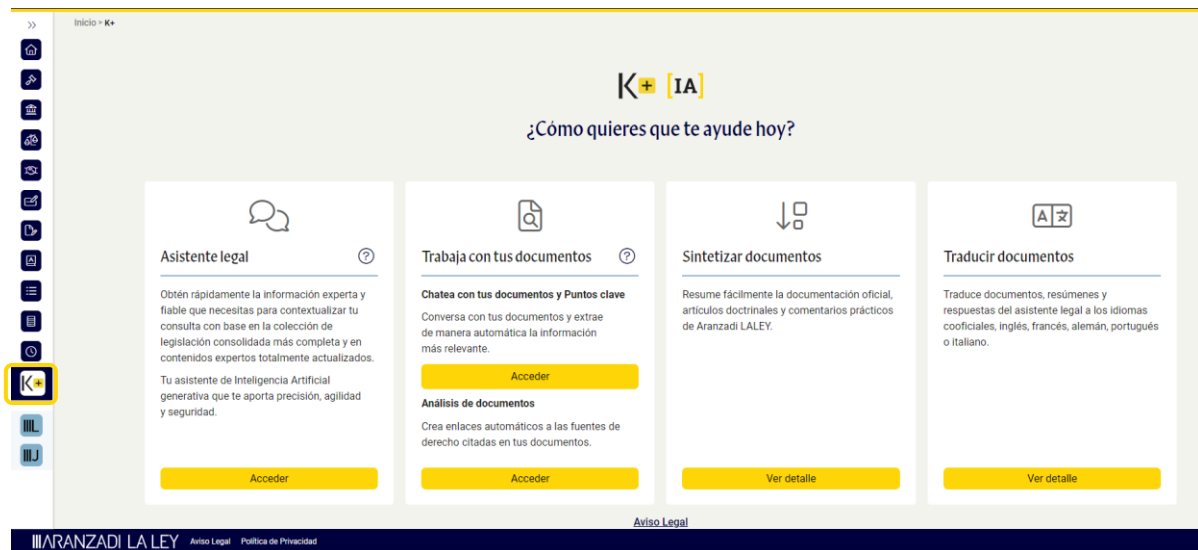 Inicio > K+
K+ [IA]
¿Cómo quieres que te ayude hoy?
Asistente legal ?
Obtén rápidamente la información experta y
fiable que necesitas para contextualizar tu
consulta con base en la colección de
legislación consolidada más completa y en
contenidos expertos totalmente actualizados.
Tu asistente de Inteligencia Artificial
generativa que te aporta precisión, agilidad
y seguridad.
Acceder
Trabaja con tus documentos ?
Chatea con tus documentos y Puntos clave
Conversa con tus documentos y extrae
de manera automática la información
más relevante.
Acceder
Análisis de documentos
Crea enlaces automáticos a las fuentes de
derecho citadas en tus documentos.
Acceder
Sintetizar documentos
Resume fácilmente la documentación oficial,
artículos doctrinales y comentarios prácticos
de Aranzadi LALEY.
Ver detalle
A 文
Traducir documentos
Traduce documentos, resúmenes y
respuestas del asistente legal a los idiomas
cooficiales, inglés, francés, alemán, portugués
o italiano.
Ver detalle
K+
L
J
Aviso Legal
ARANZADI LA LEY Aviso Legal Política de Privacidad